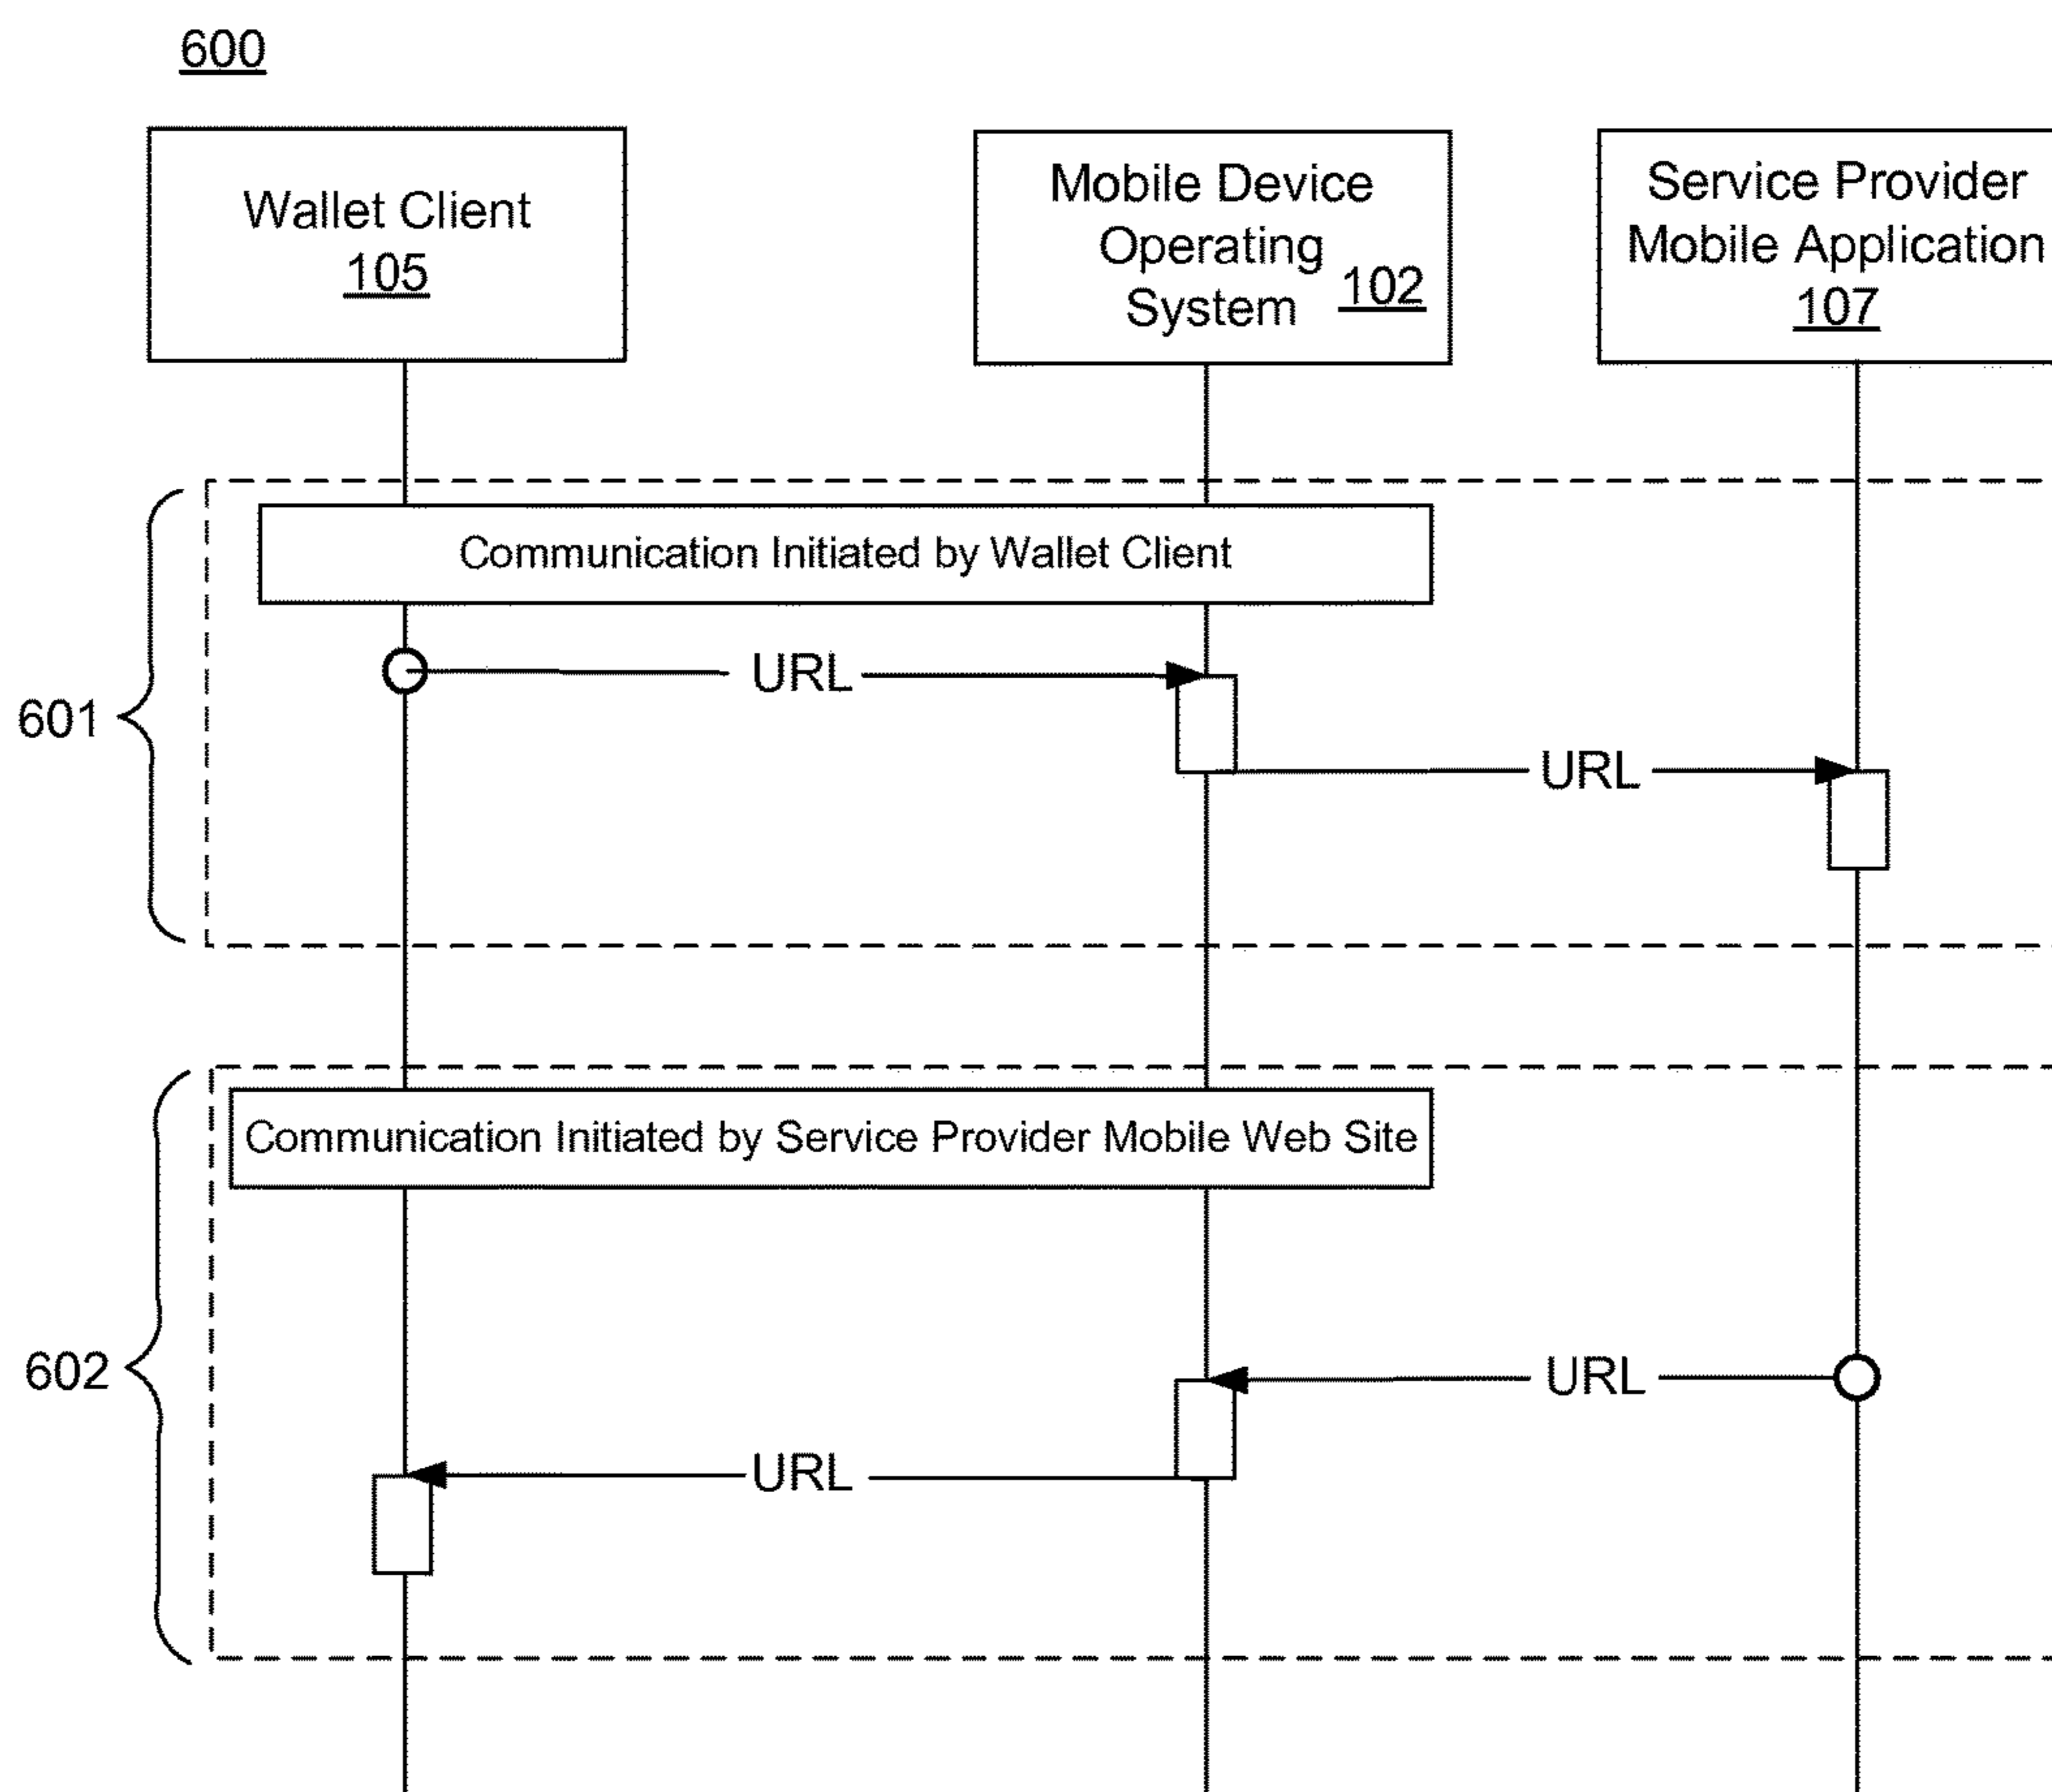 600
Wallet Client
105
Mobile Device
Operating
System 102
Service Provider
Mobile Application
107
Communication Initiated by Wallet Client
URL
601
URL
Communication Initiated by Service Provider Mobile Web Site
602
URL
URL